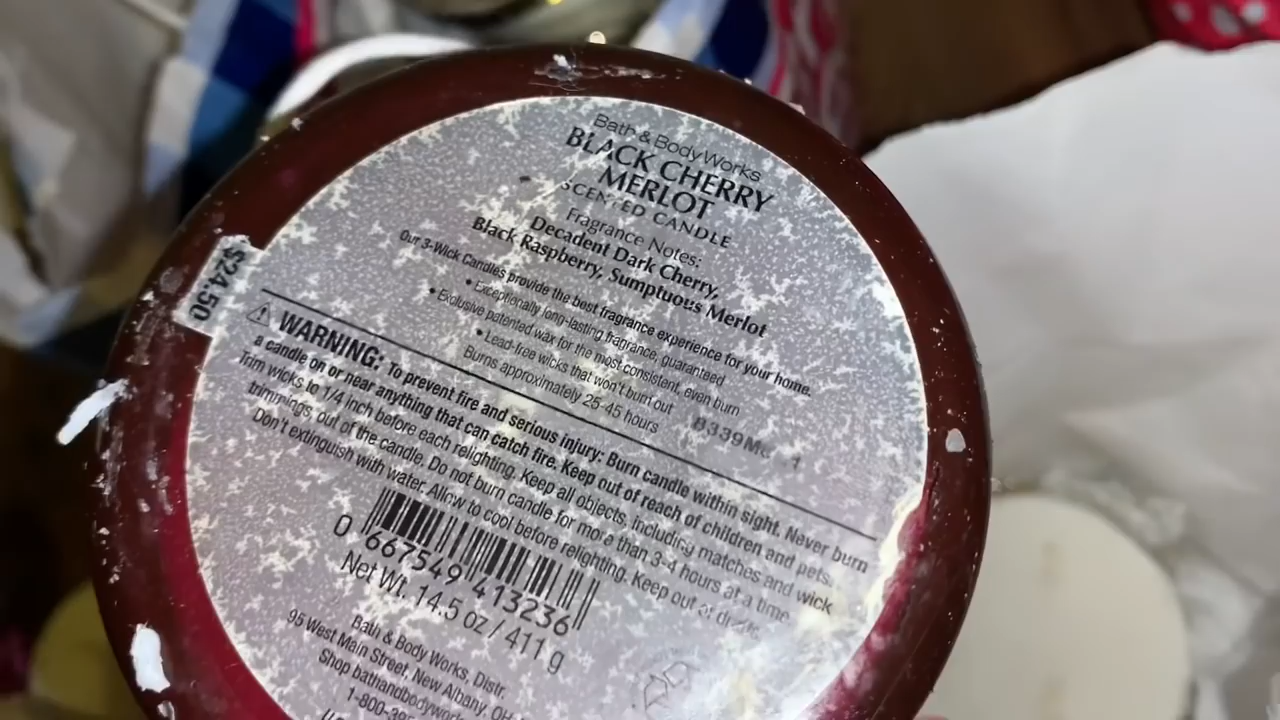 Bath & Body Works
BLACK CHERRY
MERLOT
SCENTED CANDLE
Fragrance Notes:
Decadent Dark Cherry,
Black Raspberry, Sumptuous Merlot
Our 3-Wick Candles provide the best fragrance experience for your home.
• Exceptionally long-lasting fragrance, guaranteed
• Exclusive patented wax for the most consistent, even burn
• Lead-free wicks that won't burn out
Burns approximately 25-45 hours
$24.50
WARNING: To prevent fire and serious injury: Burn candle within sight. Never burn
a candle on or near anything that can catch fire. Keep out of reach of children and pets.
Trim wicks to 1/4 inch before each relighting. Keep all objects, including matches and wick
trimmings, out of the candle. Do not burn candle for more than 3-4 hours at a time
Don't extinguish with water. Allow to cool before relighting. Keep out of
0 667549 413236
Net Wt. 14.5 oz / 411 g
Bath & Body Works, Distr.
95 West Main Street, New Albany, OH
Shop
1-800-